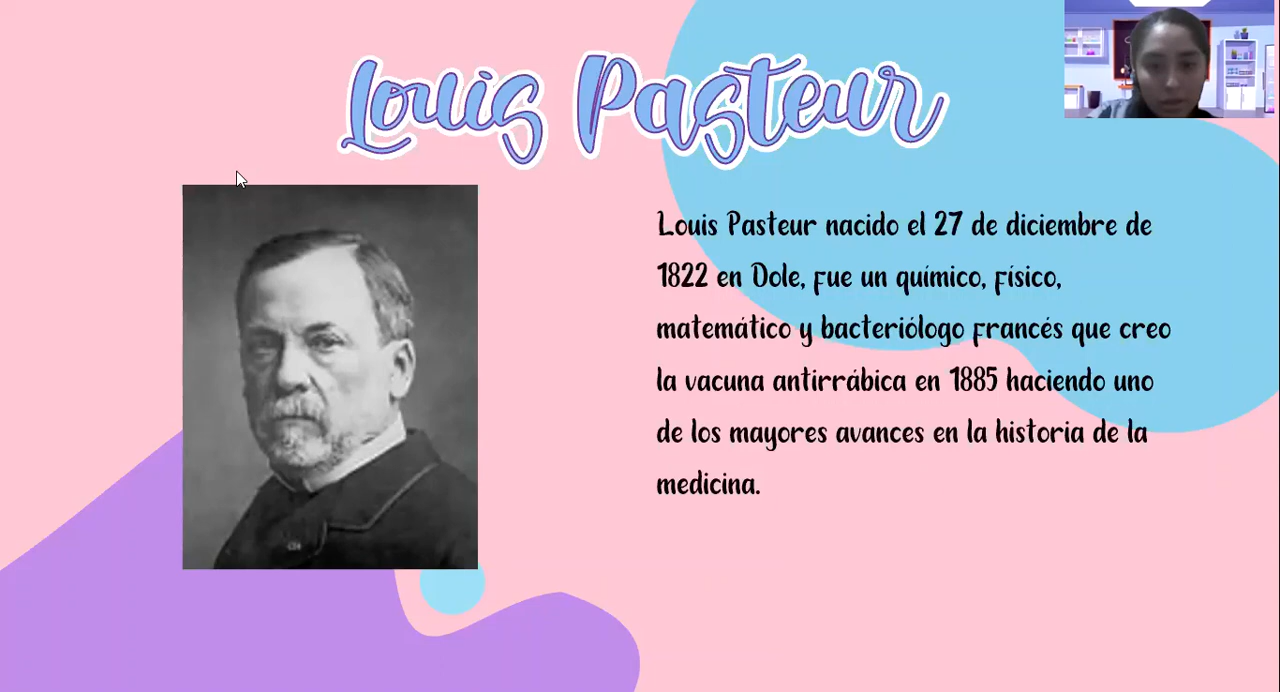 Louis Pasteur
Louis Pasteur nacido el 27 de diciembre de
1822 en Dole, fue un químico, físico,
matemático y bacteriólogo francés que creo
la vacuna antirrábica en 1885 haciendo uno
de los mayores avances en la historia de la
medicina.